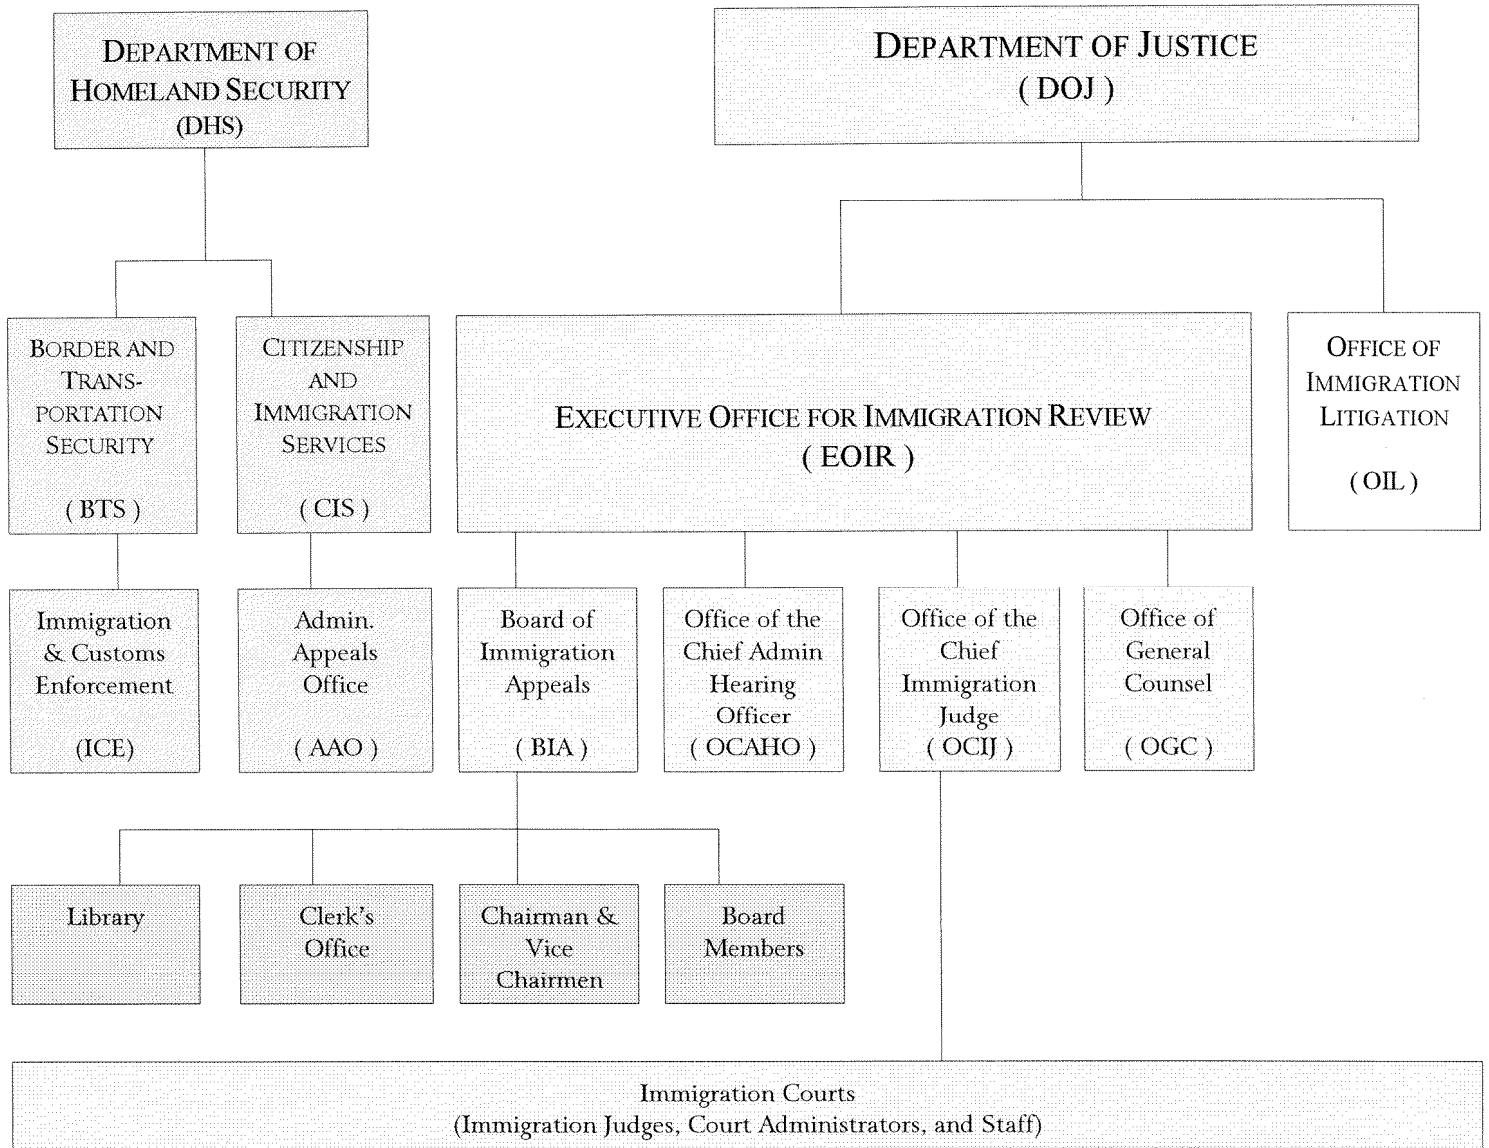 DEPARTMENT OF
HOMELAND SECURITY
(DHS)
DEPARTMENT OF JUSTICE
( DOJ )
BORDER AND
TRANS-
PORTATION
SECURITY
( BTS )
CITIZENSHIP
AND
IMMIGRATION
SERVICES
( CIS )
EXECUTIVE OFFICE FOR IMMIGRATION REVIEW
( EOIR )
OFFICE OF
IMMIGRATION
LITIGATION
( OIL )
Immigration
& Customs
Enforcement
(ICE)
Admin.
Appeals
Office
( AAO )
Board of
Immigration
Appeals
( BIA )
Office of the
Chief Admin
Hearing
Officer
( OCAHO )
Office of the
Chief
Immigration
Judge
( OCIJ )
Office of
General
Counsel
( OGC )
Library
Clerk's
Office
Chairman &
Vice
Chairmen
Board
Members
Immigration Courts
(Immigration Judges, Court Administrators, and Staff)